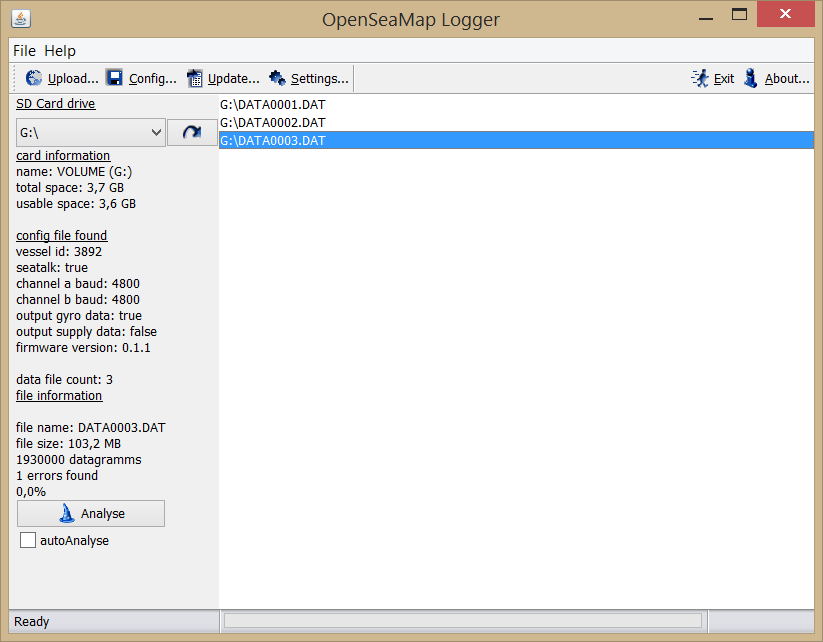 OpenSeaMap Logger
File Help
Upload... Config... Update... Settings... Exit About...
SD Card drive
G:\
card information
name: VOLUME (G:)
total space: 3,7 GB
usable space: 3,6 GB
config file found
vessel id: 3892
seatalk: true
channel a baud: 4800
channel b baud: 4800
output gyro data: true
output supply data: false
firmware version: 0.1.1
data file count: 3
file information
file name: DATA0003.DAT
file size: 103,2 MB
1930000 datagramms
1 errors found
0,0%
Analyse
autoAnalyse
G:\DATA0001.DAT
G:\DATA0002.DAT
G:\DATA0003.DAT
Ready